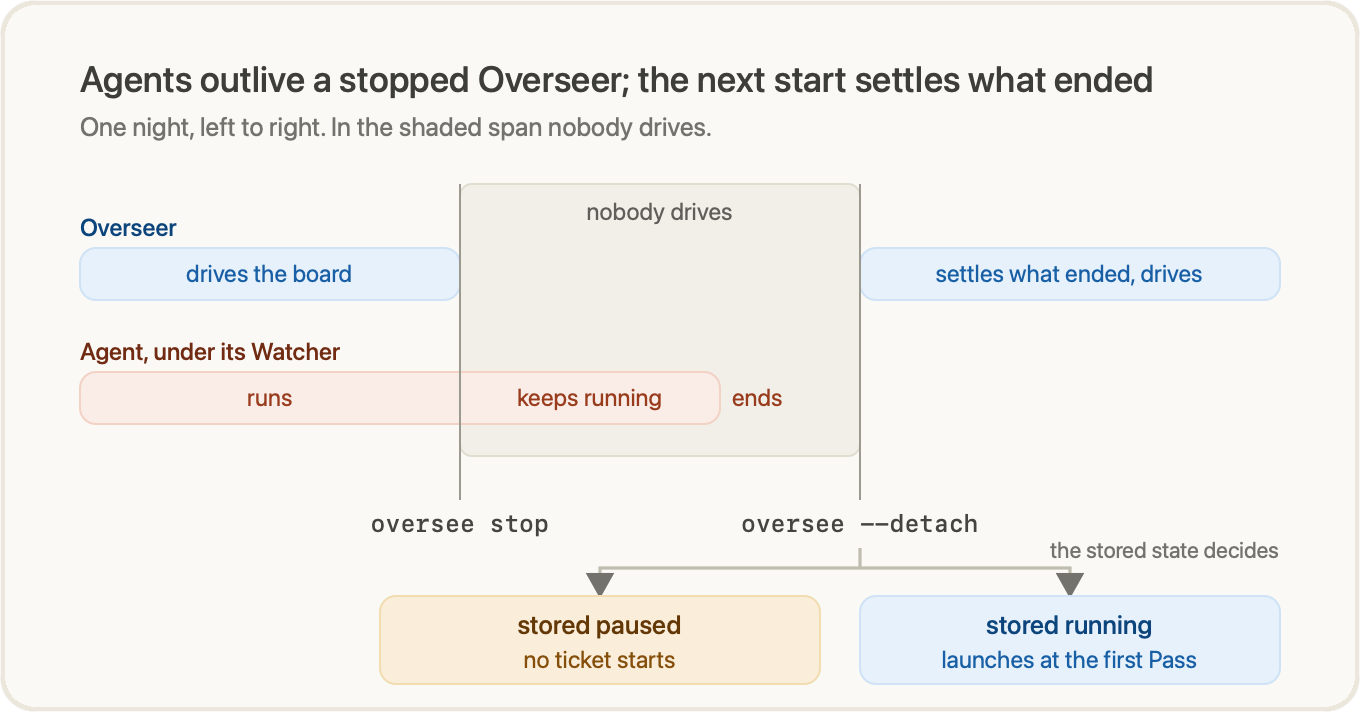 Agents outlive a stopped Overseer; the next start settles what ended
One night, left to right. In the shaded span nobody drives.
nobody drives
Overseer
drives the board
settles what ended, drives
Agent, under its Watcher
runs
keeps running
ends
oversee stop
oversee --detach
the stored state decides
stored paused
no ticket starts
stored running
launches at the first Pass